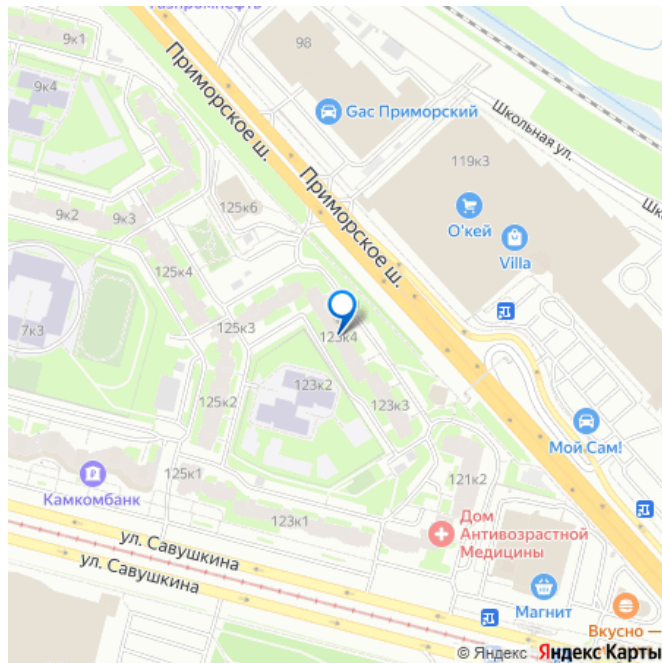 Газпромнефть
9к1
98
9к4
Приморское ш.
Gac Приморский
Школьная ул.
119к3
Приморское ш.
О'кей
Villa
9к2
9к3
125к6
125к4
7к3
125к3
123к4
123к2
125к2
123к3
Мой Сам!
125к1
121к2
Камкомбанк
123к1
Дом
Антивозрастной
Медицины
ул. Савушкина
ул. Савушкина
Магнит
Вкусно —
© Яндекс Яндекс Карты